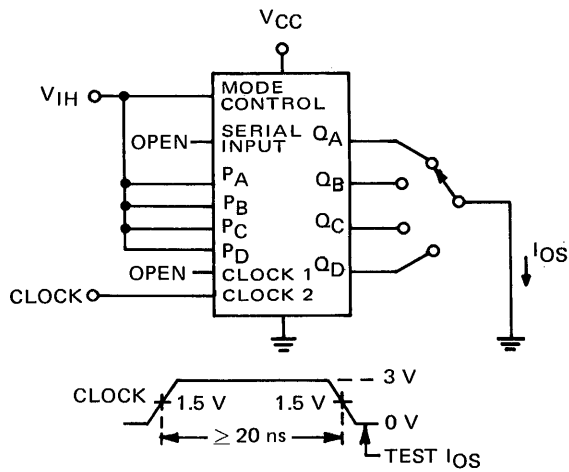 VCC
VIH
MODE
CONTROL
OPEN
SERIAL
INPUT
QA
PA
QB
PB
PC
QC
PD
QD
OPEN
CLOCK 1
CLOCK
CLOCK 2
IOS
CLOCK
1.5 V
1.5 V
3 V
0 V
≥ 20 ns
TEST IOS